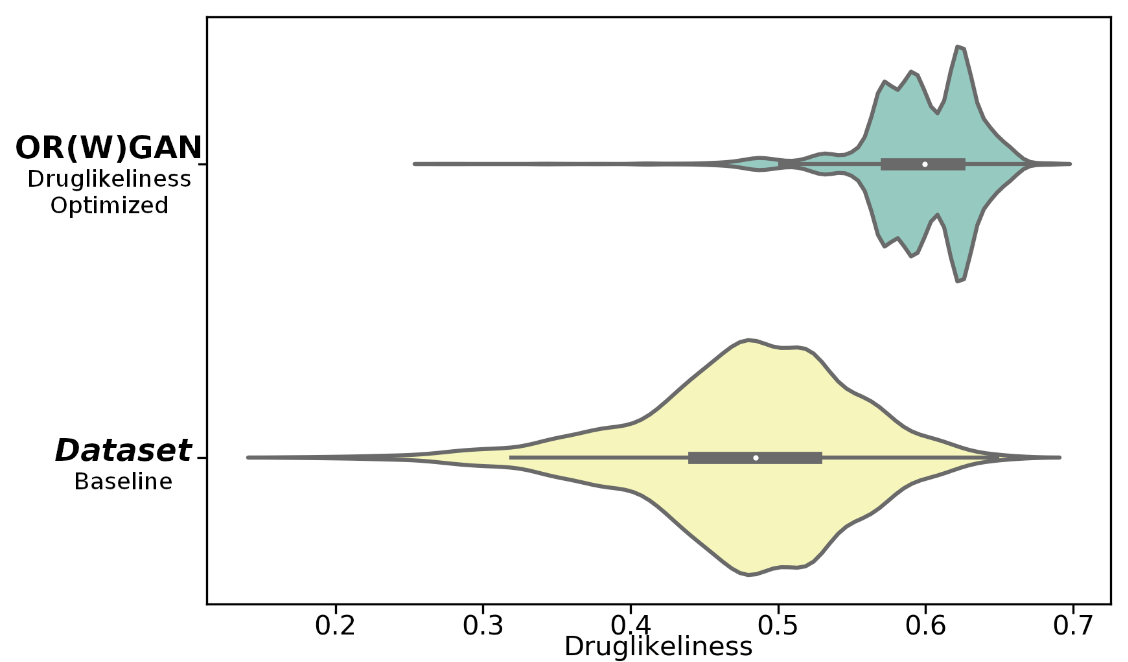 OR(W)GAN
Druglikeliness
Optimized
Dataset
Baseline
0.2 0.3 0.4 0.5 0.6 0.7
Druglikeliness